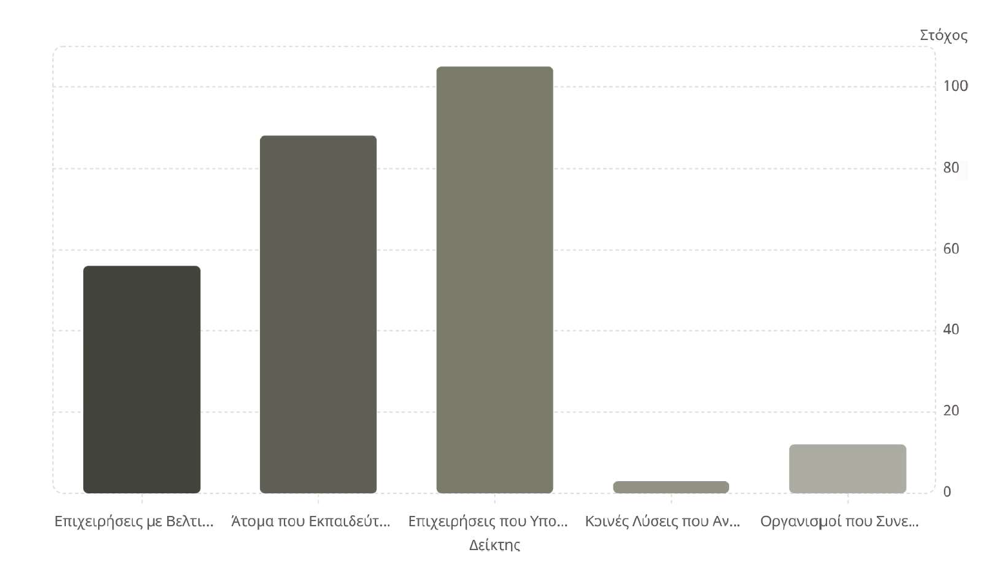 Στόχος
100
80
60
40
20
0
Επιχειρήσεις με Βελτι...
Άτομα που Εκπαιδεύτ...
Επιχειρήσεις που Υπο...
Κοινές Λύσεις που Αν...
Οργανισμοί που Συνε...
Δείκτης